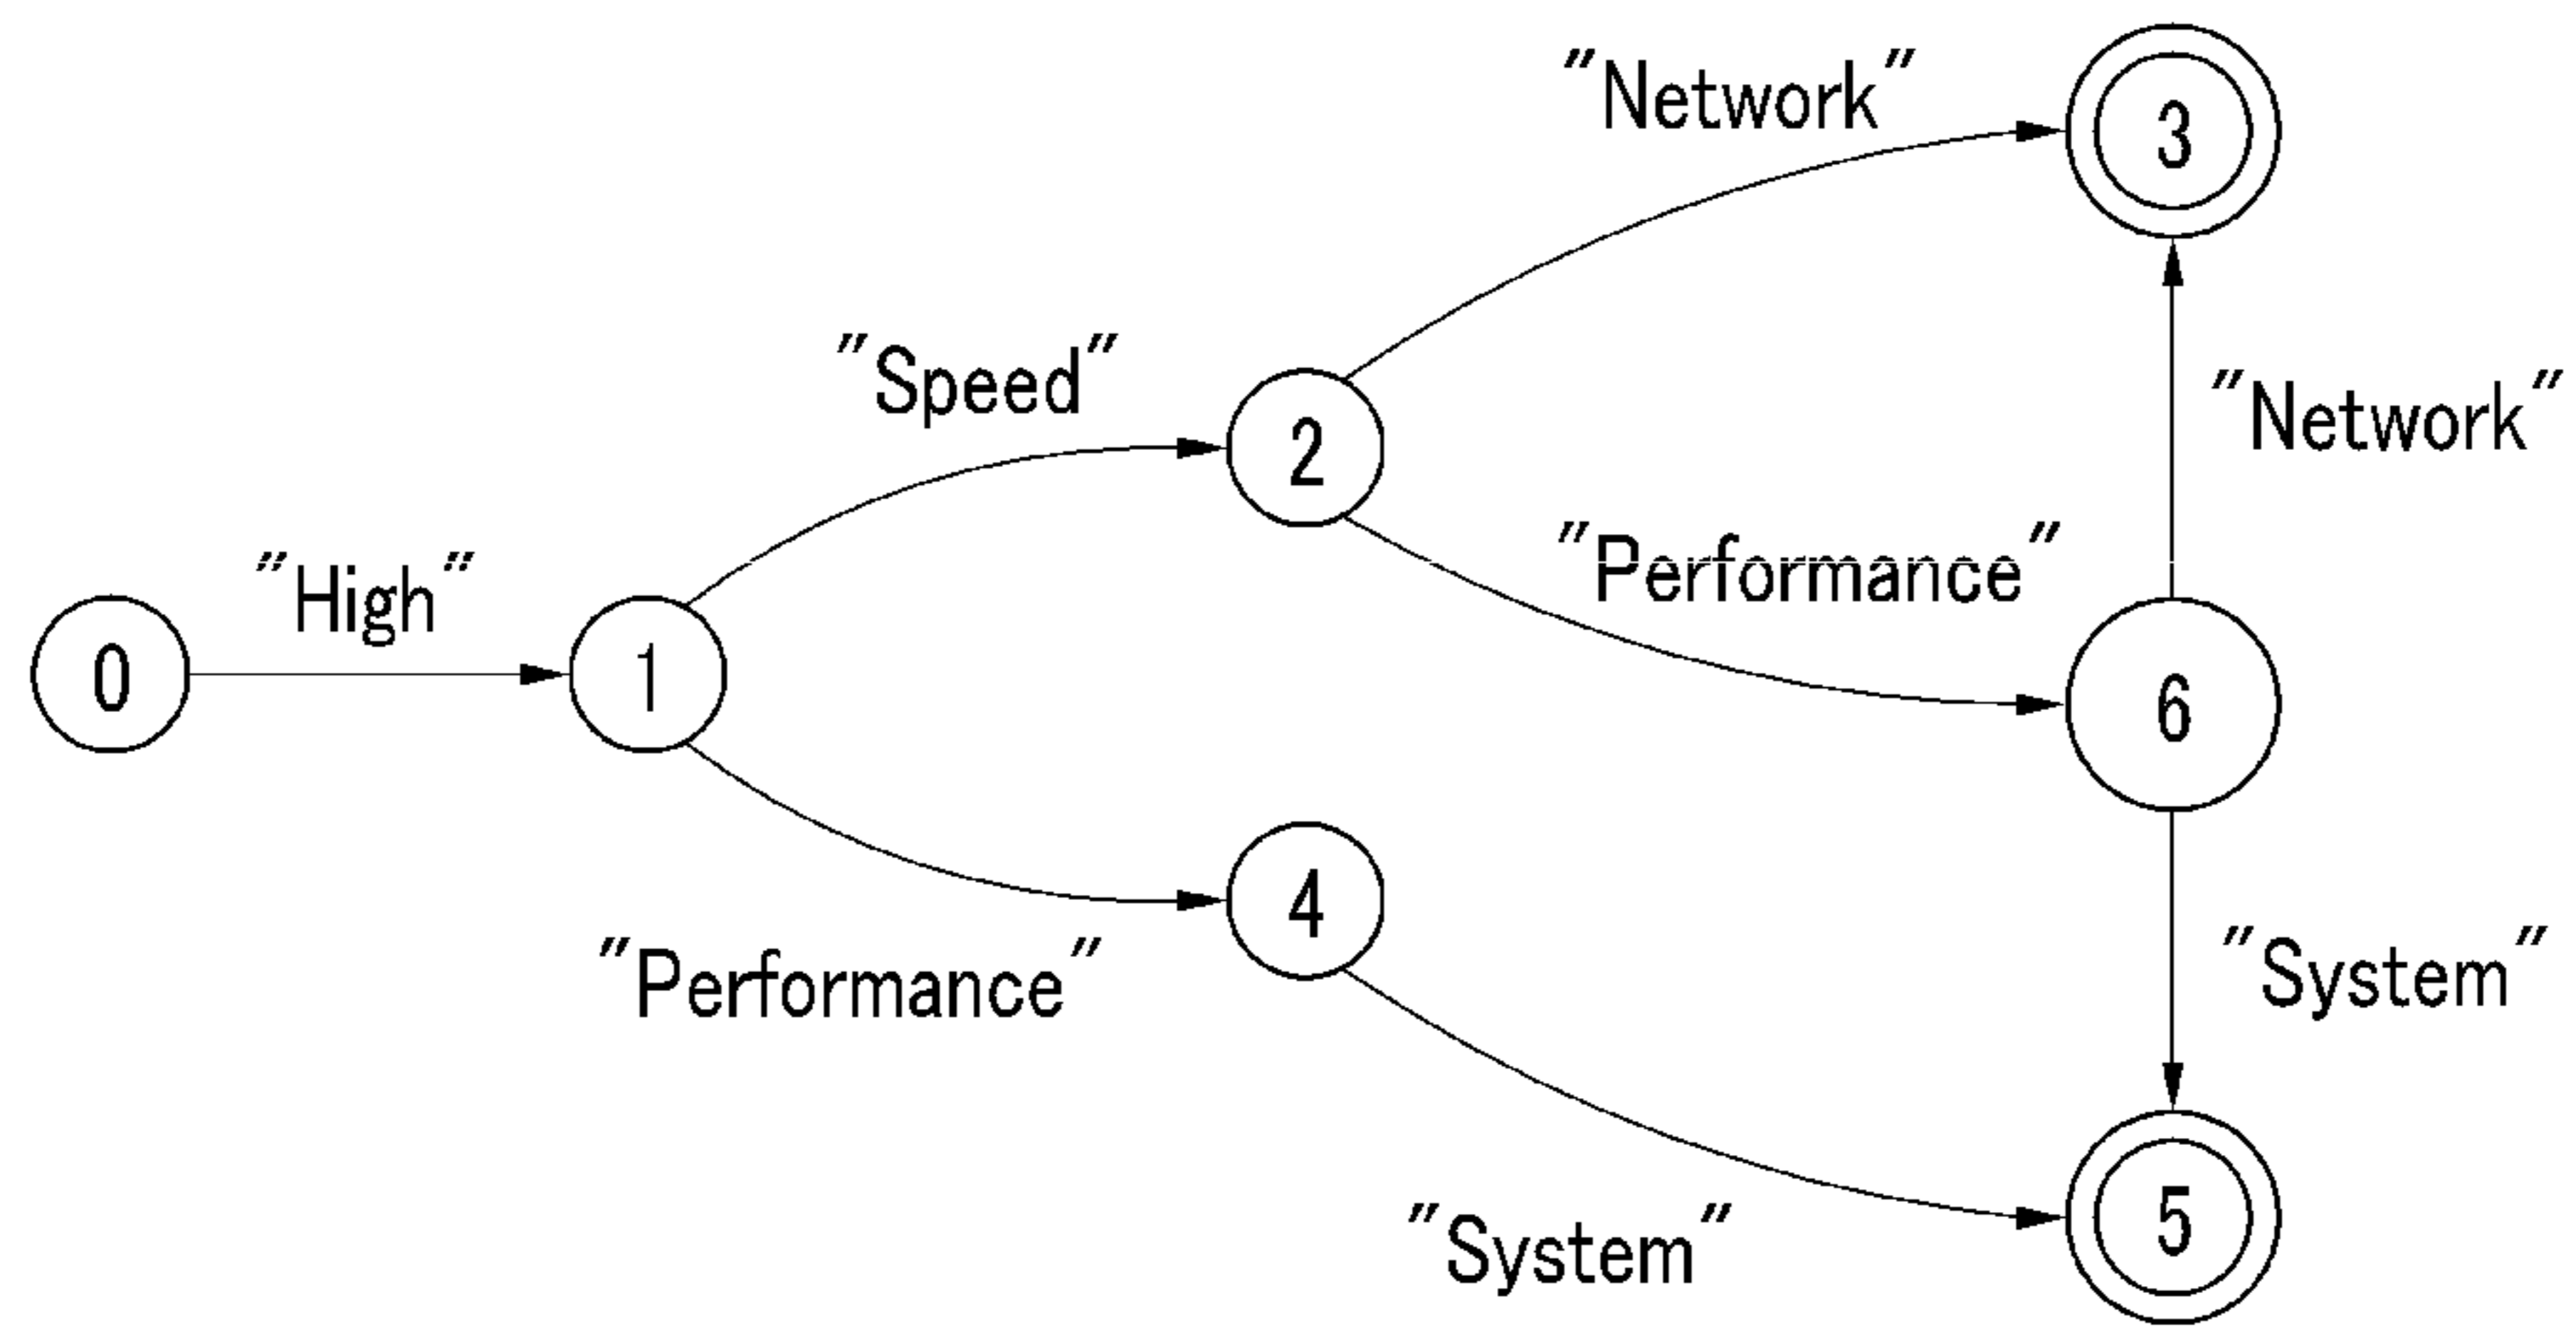 "Network"
3
"Speed"
"Network"
2
"High"
"Performance"
0
1
6
4
"Performance"
"System"
"System"
5